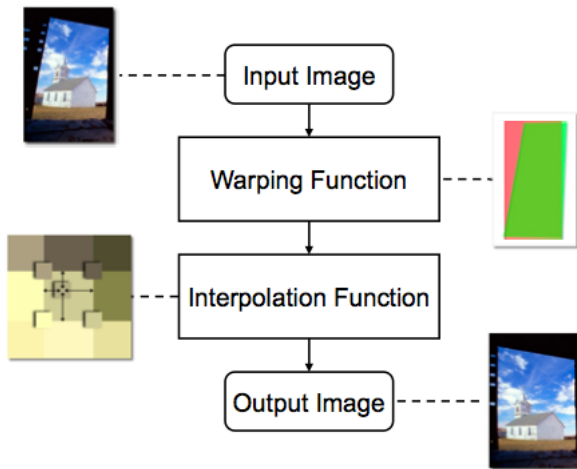 Input Image
Warping Function
Interpolation Function
Output Image